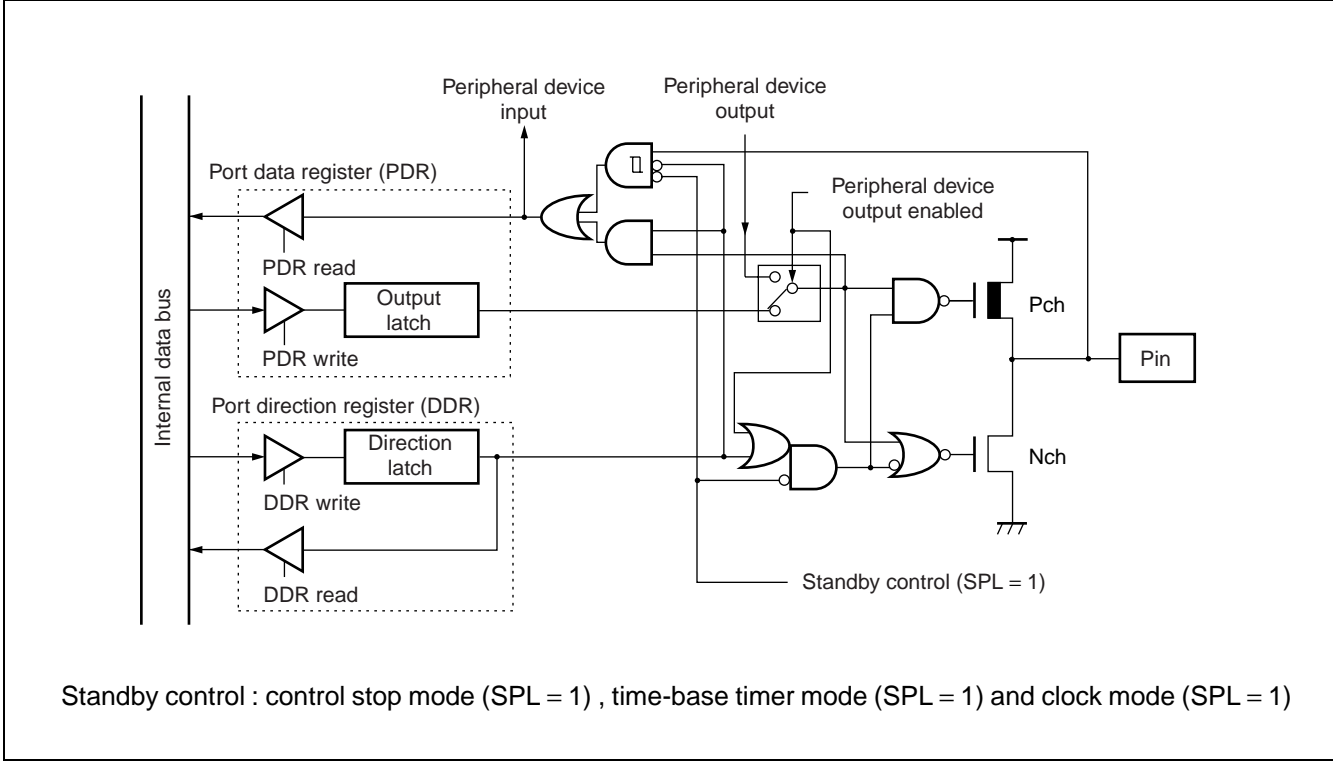 Peripheral device
input
Peripheral device
output
Port data register (PDR)
Peripheral device
output enabled
PDR read
Output
latch
Pch
PDR write
Pin
Internal data bus
Port direction register (DDR)
Direction
latch
Nch
DDR write
DDR read
Standby control (SPL = 1)
Standby control : control stop mode (SPL = 1) , time-base timer mode (SPL = 1) and clock mode (SPL = 1)